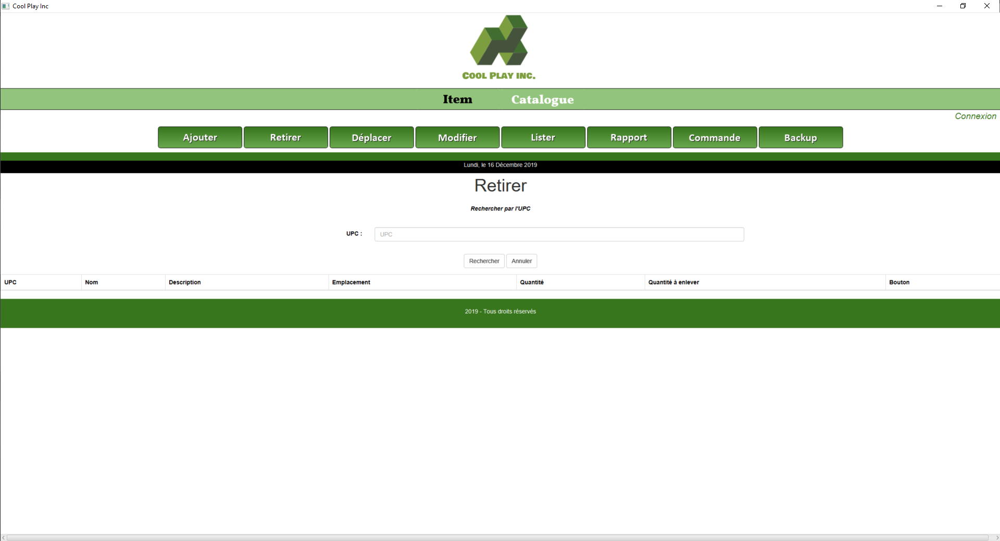 Cool Play Inc
COOL PLAY INC.
Item Catalogue
Connexion
Ajouter Retirer Déplacer Modifier Lister Rapport Commande Backup
Lundi, le 16 Décembre 2019
Retirer
Rechercher par l'UPC
UPC : UPC
Rechercher Annuler
UPC Nom Description Emplacement Quantité Quantité à enlever Bouton
2019 - Tous droits réservés